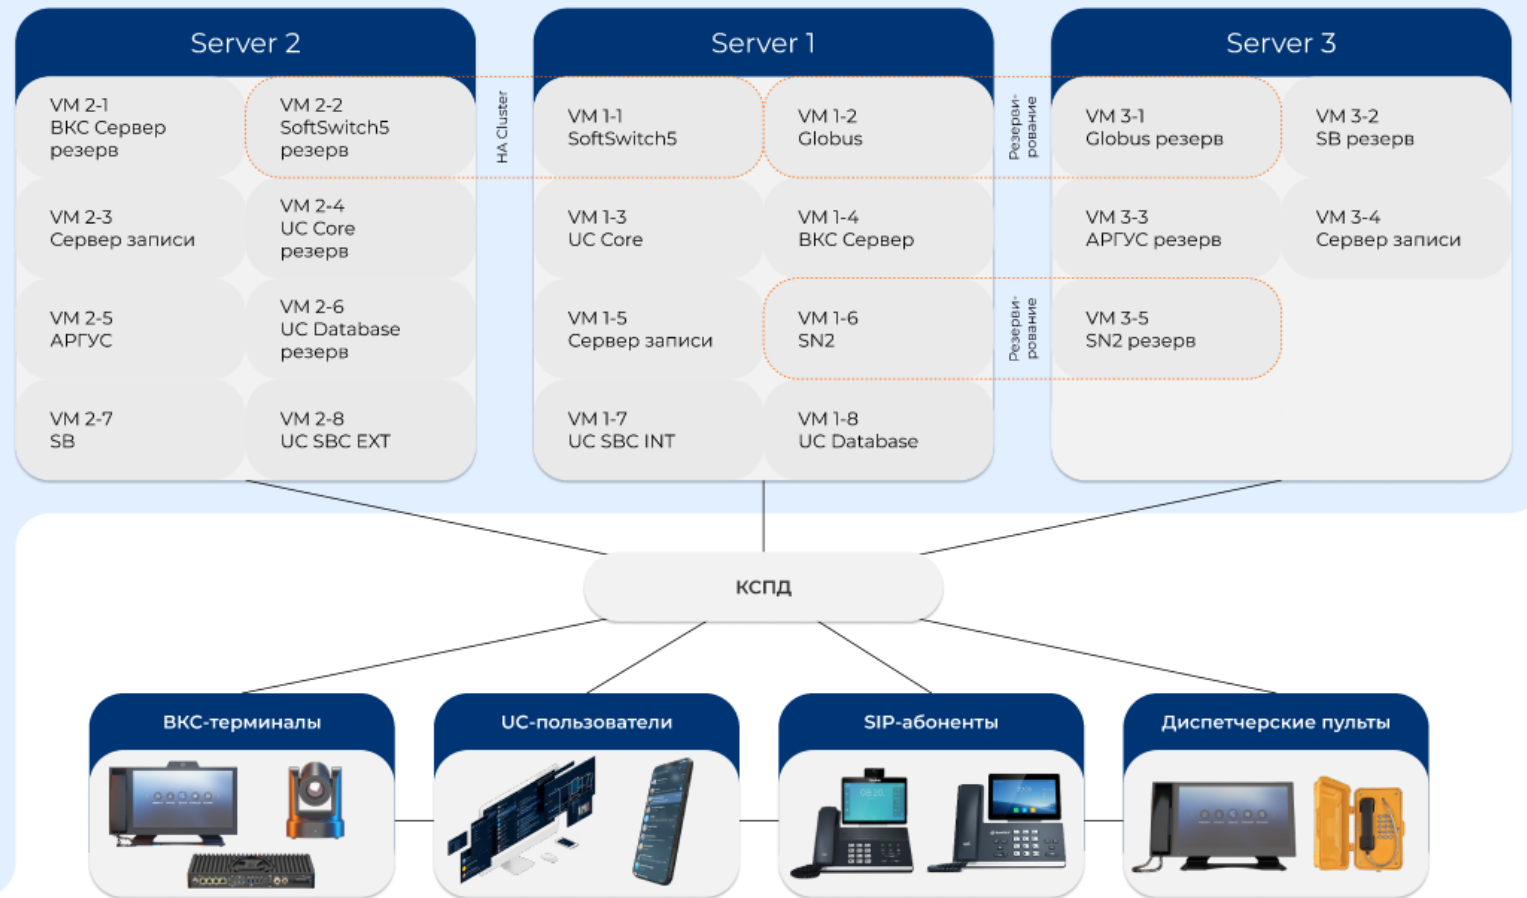 Server 2
VM 2-1
ВКС Сервер
резерв
VM 2-2
SoftSwitch5
резерв
VM 2-3
Сервер записи
VM 2-4
UC Core
резерв
VM 2-5
АРГУС
VM 2-6
UC Database
резерв
VM 2-7
SB
VM 2-8
UC SBC EXT
HA Cluster
Server 1
VM 1-1
SoftSwitch5
VM 1-2
Globus
VM 1-3
UC Core
VM 1-4
ВКС Сервер
VM 1-5
Сервер записи
VM 1-6
SN2
VM 1-7
UC SBC INT
VM 1-8
UC Database
Резерви-
рование
Резерви-
рование
Server 3
VM 3-1
Globus резерв
VM 3-2
SB резерв
VM 3-3
АРГУС резерв
VM 3-4
Сервер записи
VM 3-5
SN2 резерв
КСПД
ВКС-терминалы
UC-пользователи
SIP-абоненты
Диспетчерские пульты
08:20